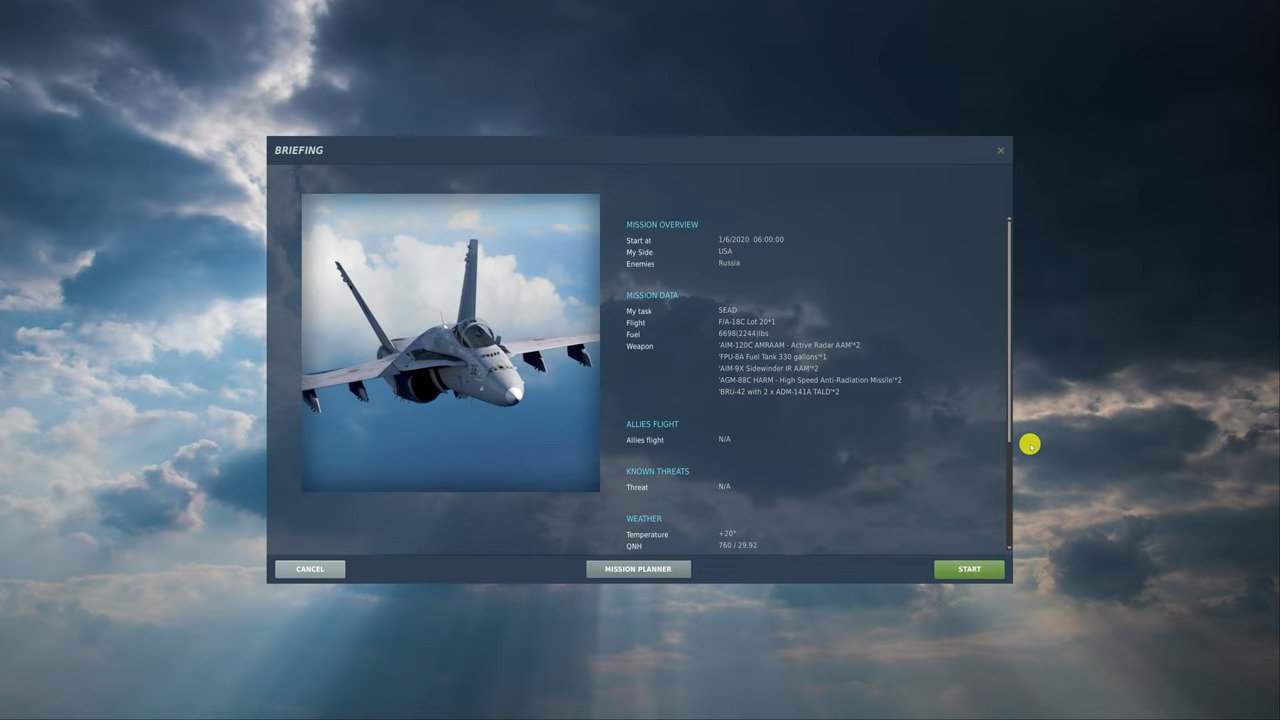 BRIEFING
×
MISSION OVERVIEW
Start at 1/6/2020 06:00:00
My Side USA
Enemies Russia
MISSION DATA
My task SEAD
Flight F/A-18C Lot 20*1
Fuel 6698(2244)lbs
Weapon 'AIM-120C AMRAAM - Active Radar AAM'*2
'FPU-8A Fuel Tank 330 gallons'*1
'AIM-9X Sidewinder IR AAM'*2
'AGM-88C HARM - High Speed Anti-Radiation Missile'*2
'BRU-42 with 2 x ADM-141A TALD'*2
ALLIES FLIGHT
Allies flight N/A
KNOWN THREATS
Threat N/A
WEATHER
Temperature +20°
QNH 760 / 29.92
CANCEL MISSION PLANNER START